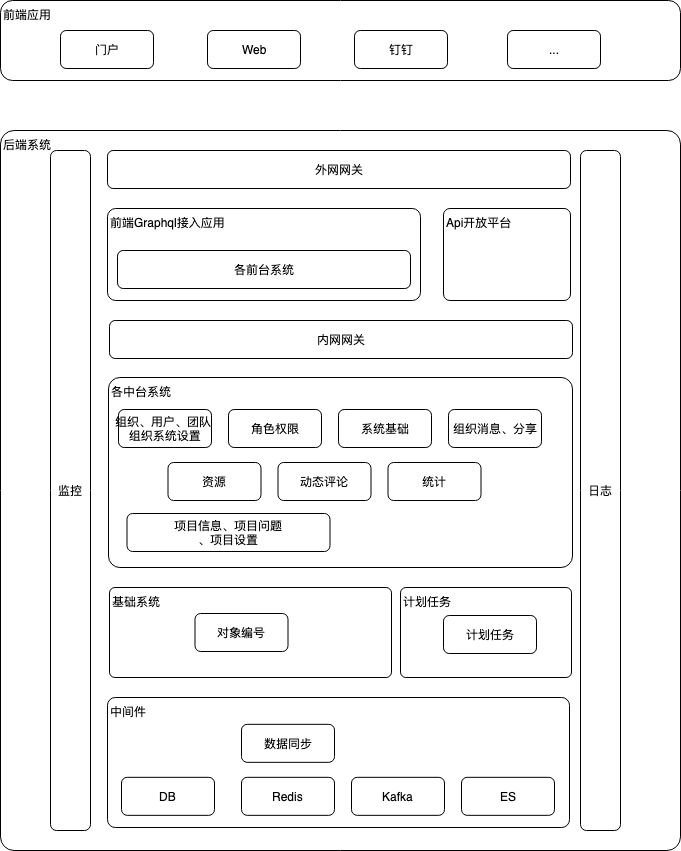 前端应用
门户
Web
钉钉
...
后端系统
监控
日志
外网网关
前端Graphql接入应用
各前台系统
Api开放平台
内网网关
各中台系统
组织、用户、团队
组织系统设置
角色权限
系统基础
组织消息、分享
资源
动态评论
统计
项目信息、项目问题
、项目设置
基础系统
对象编号
计划任务
计划任务
中间件
数据同步
DB
Redis
Kafka
ES